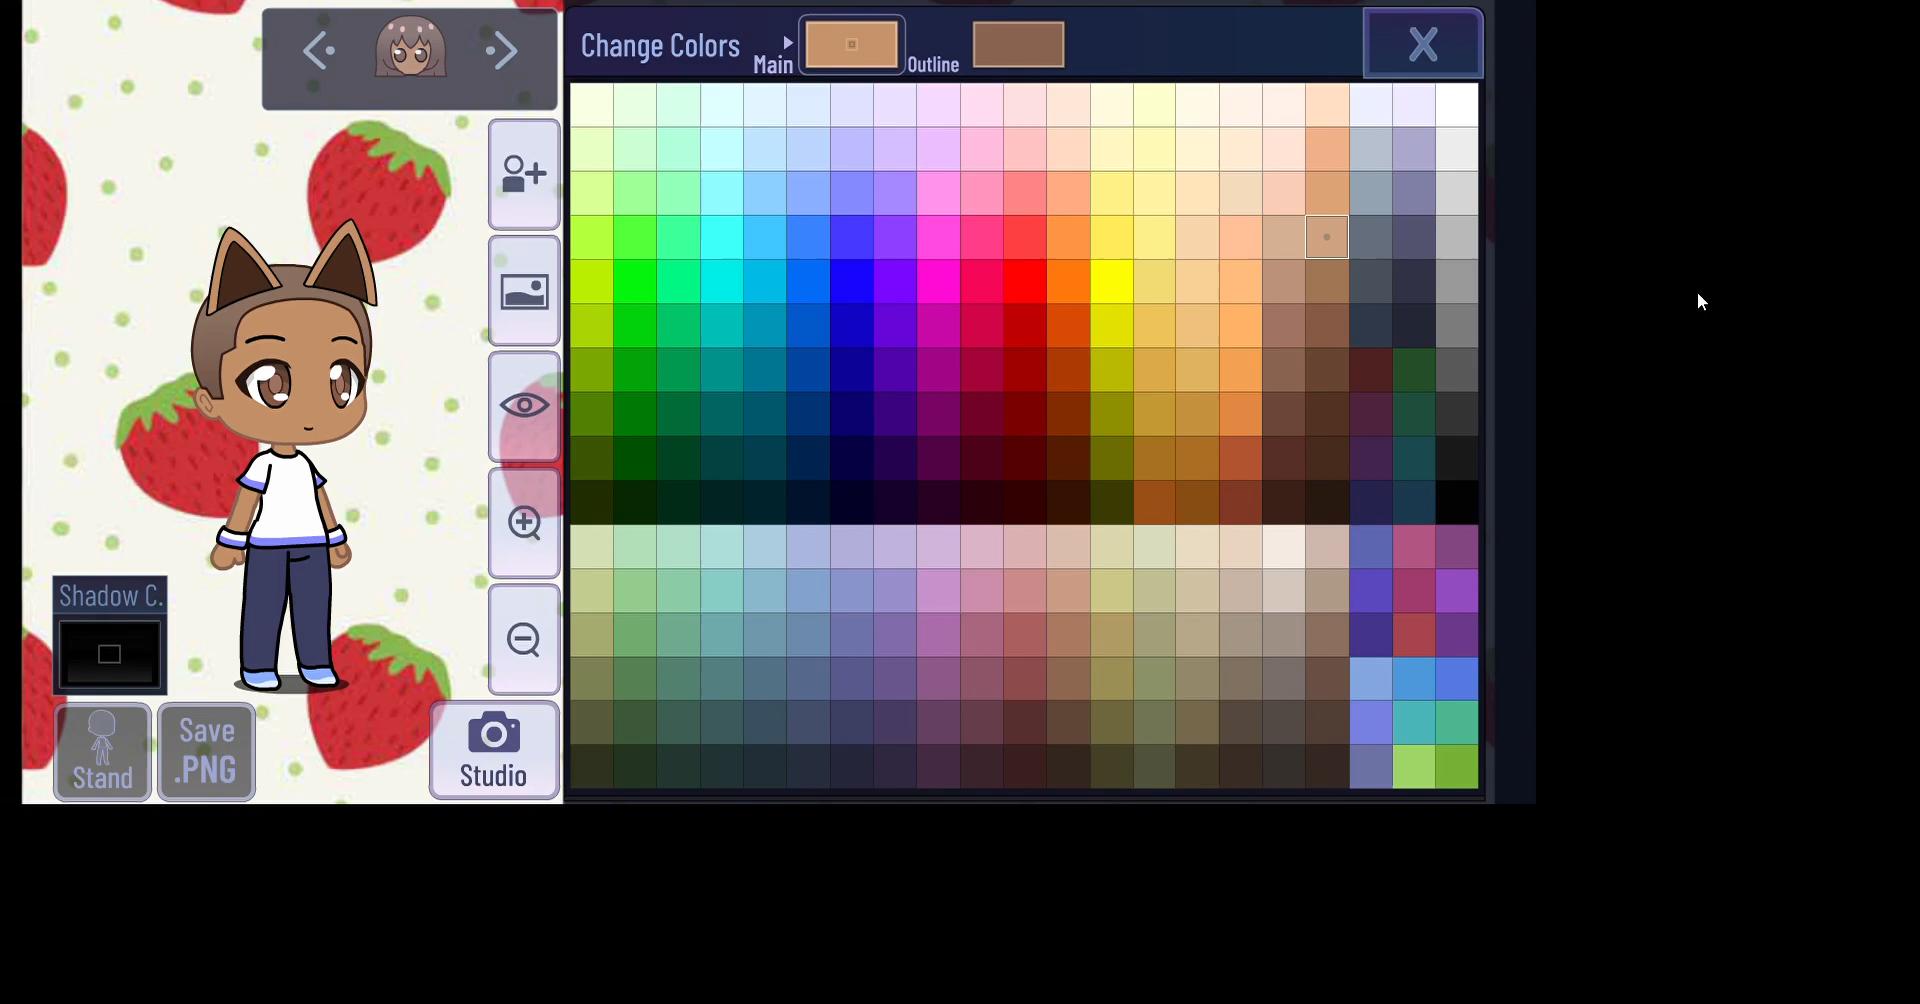 Change Colors
Main
Outline
X
Shadow C.
Stand
Save
.PNG
Studio